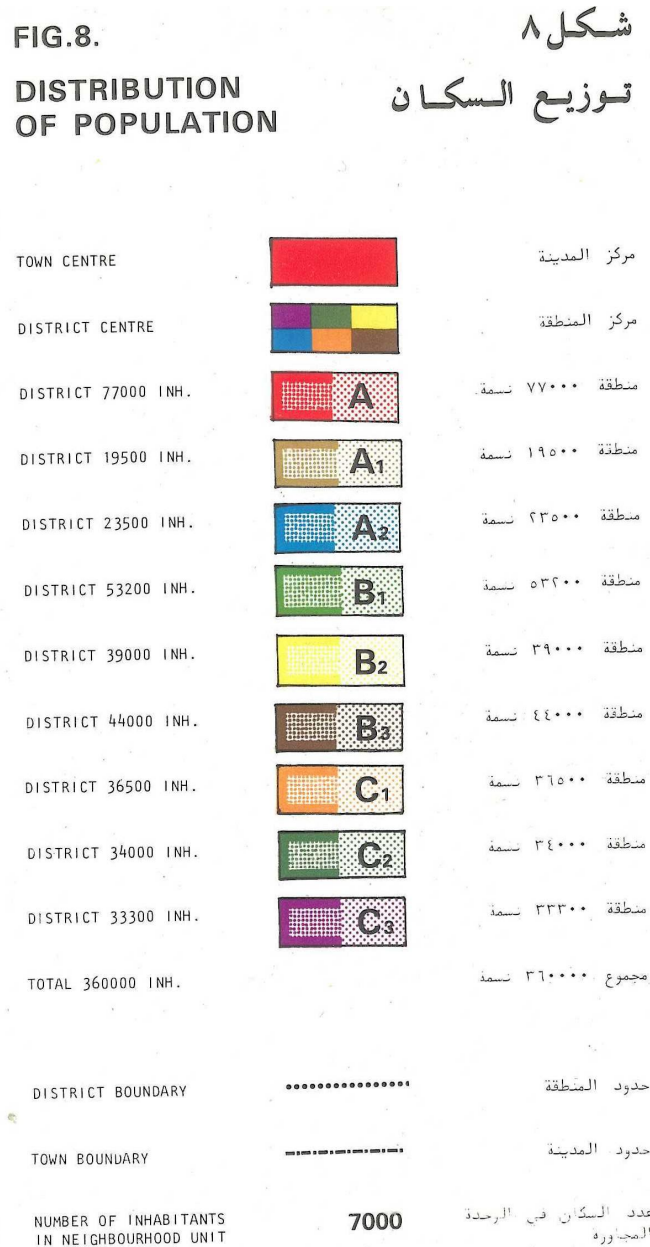 FIG.8.
شكل ٨
DISTRIBUTION
OF POPULATION
توزيع السكان
TOWN CENTRE
مركز المدينة
DISTRICT CENTRE
مركز المنطقة
DISTRICT 77000 INH.
A
منطقة ٧٧٠٠٠ نسمة
DISTRICT 19500 INH.
A1
منطقة ١٩٥٠٠ نسمة
DISTRICT 23500 INH.
A2
منطقة ٢٣٥٠٠ نسمة
DISTRICT 53200 INH.
B1
منطقة ٥٣٢٠٠ نسمة
DISTRICT 39000 INH.
B2
منطقة ٣٩٠٠٠ نسمة
DISTRICT 44000 INH.
B3
منطقة ٤٤٠٠٠ نسمة
DISTRICT 36500 INH.
C1
منطقة ٣٦٥٠٠ نسمة
DISTRICT 34000 INH.
C2
منطقة ٣٤٠٠٠ نسمة
DISTRICT 33300 INH.
C3
منطقة ٣٣٣٠٠ نسمة
TOTAL 360000 INH.
مجموع ٣٦٠٠٠٠ نسمة
DISTRICT BOUNDARY
حدود المنطقة
TOWN BOUNDARY
حدود المدينة
NUMBER OF INHABITANTS
IN NEIGHBOURHOOD UNIT
7000
عدد السكان في الرحدة
المجاوره